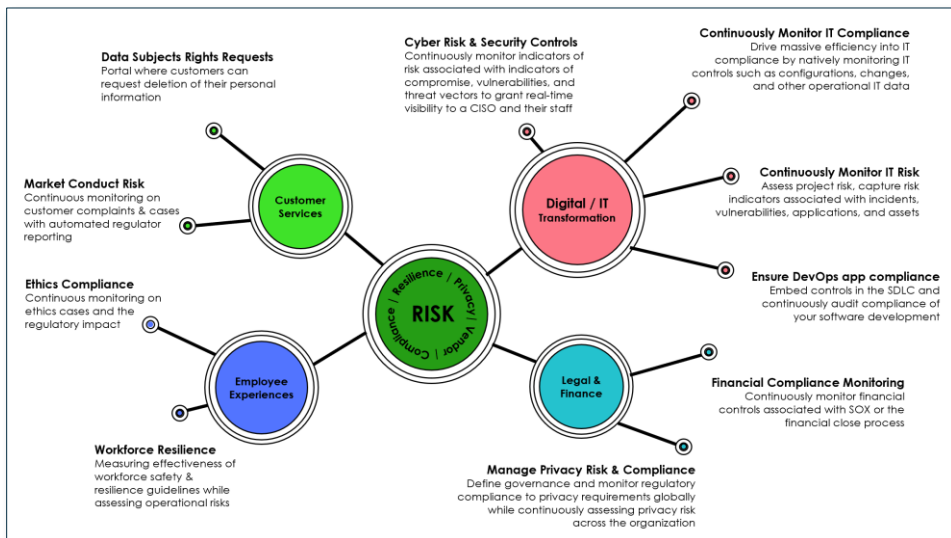 Data Subjects Rights Requests
Portal where customers can
request deletion of their personal
information
Cyber Risk & Security Controls
Continuously monitor indicators of
risk associated with indicators of
compromise, vulnerabilities, and
threat vectors to grant real-time
visibility to a CISO and their staff
Continuously Monitor IT Compliance
Drive massive efficiency into IT
compliance by natively monitoring IT
controls such as configurations, changes,
and other operational IT data
Market Conduct Risk
Continuous monitoring on
customer complaints & cases
with automated regulator
reporting
Customer
Services
Digital / IT
Transformation
Continuously Monitor IT Risk
Assess project risk, capture risk
indicators associated with incidents,
vulnerabilities, applications, and assets
Ethics Compliance
Continuous monitoring on
ethics cases and the
regulatory impact
Compliance | Resilience | Privacy | Vendor |
RISK
Ensure DevOps app compliance
Embed controls in the SDLC and
continuously audit compliance of
your software development
Employee
Experiences
Legal &
Finance
Financial Compliance Monitoring
Continuously monitor financial
controls associated with SOX or the
financial close process
Workforce Resilience
Measuring effectiveness of
workforce safety &
resilience guidelines while
assessing operational risks
Manage Privacy Risk & Compliance
Define governance and monitor regulatory
compliance to privacy requirements globally
while continuously assessing privacy risk
across the organization